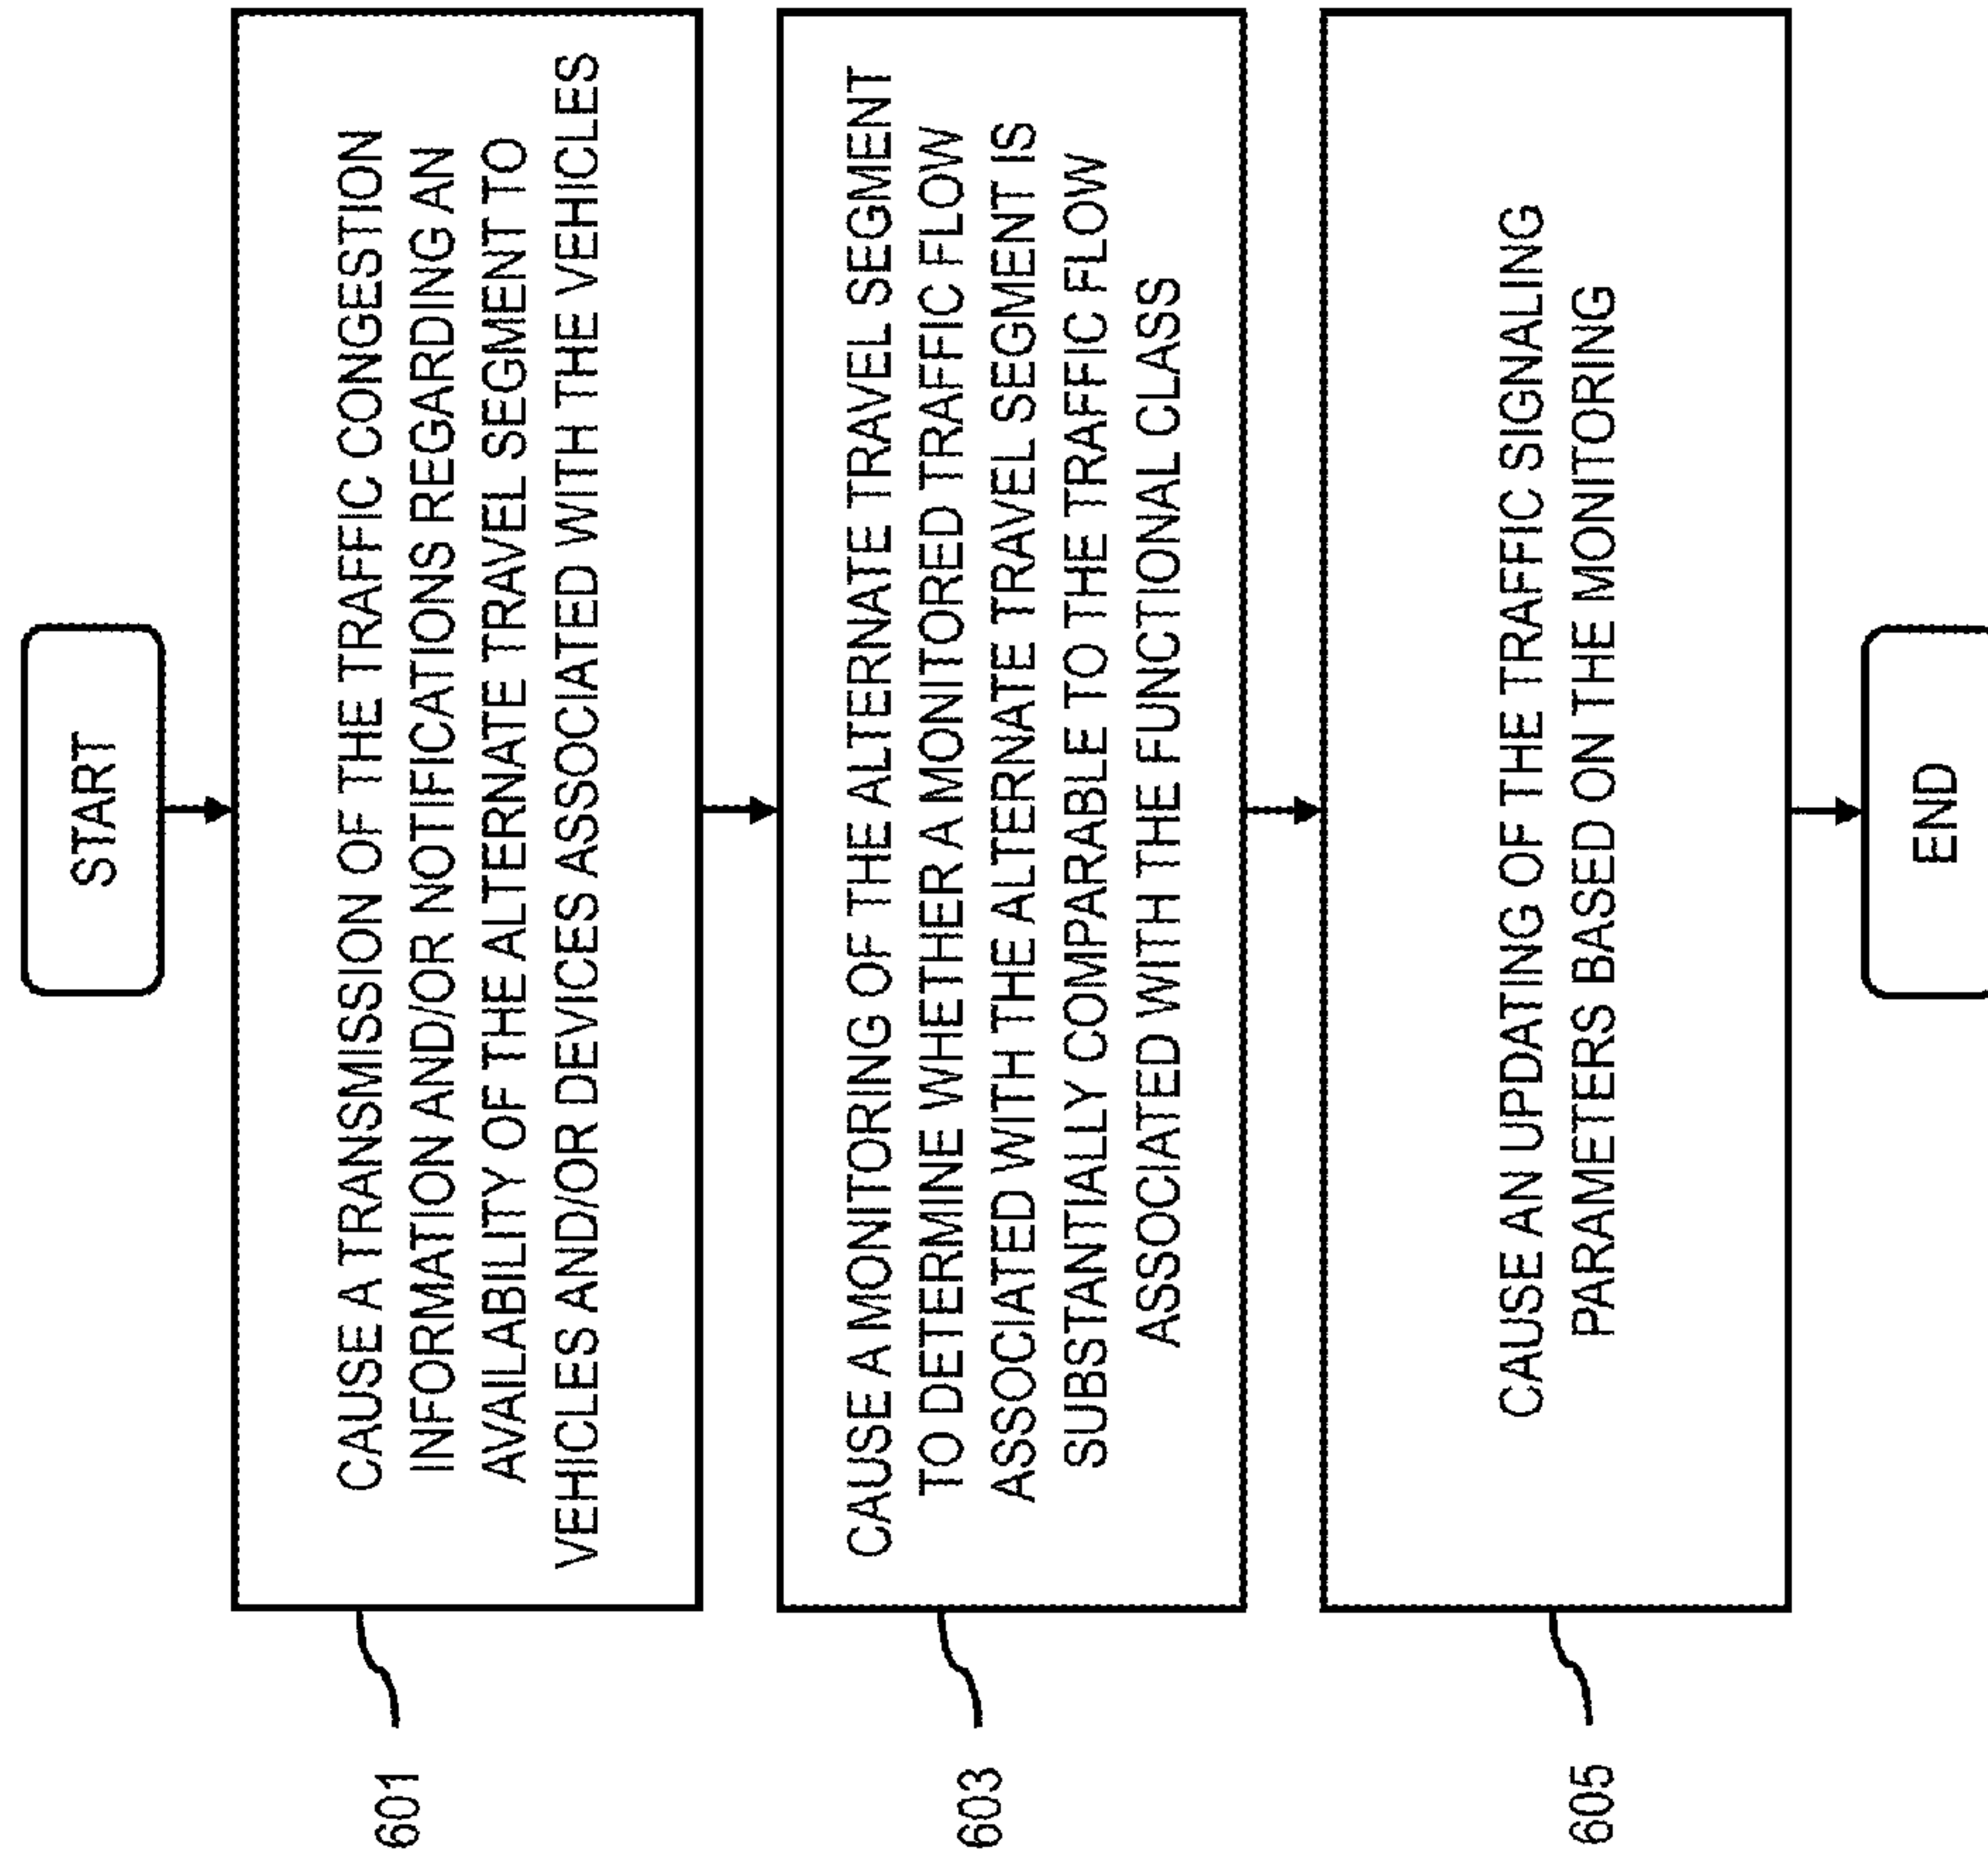 START
601
CAUSE A TRANSMISSION OF THE TRAFFIC CONGESTION
INFORMATION AND/OR NOTIFICATIONS REGARDING AN
AVAILABILITY OF THE ALTERNATE TRAVEL SEGMENT TO
VEHICLES AND/OR DEVICES ASSOCIATED WITH THE VEHICLES
603
CAUSE A MONITORING OF THE ALTERNATE TRAVEL SEGMENT
TO DETERMINE WHETHER A MONITORED TRAFFIC FLOW
ASSOCIATED WITH THE ALTERNATE TRAVEL SEGMENT IS
SUBSTANTIALLY COMPARABLE TO THE TRAFFIC FLOW
ASSOCIATED WITH THE FUNCTIONAL CLASS
605
CAUSE AN UPDATING OF THE TRAFFIC SIGNALING
PARAMETERS BASED ON THE MONITORING
END